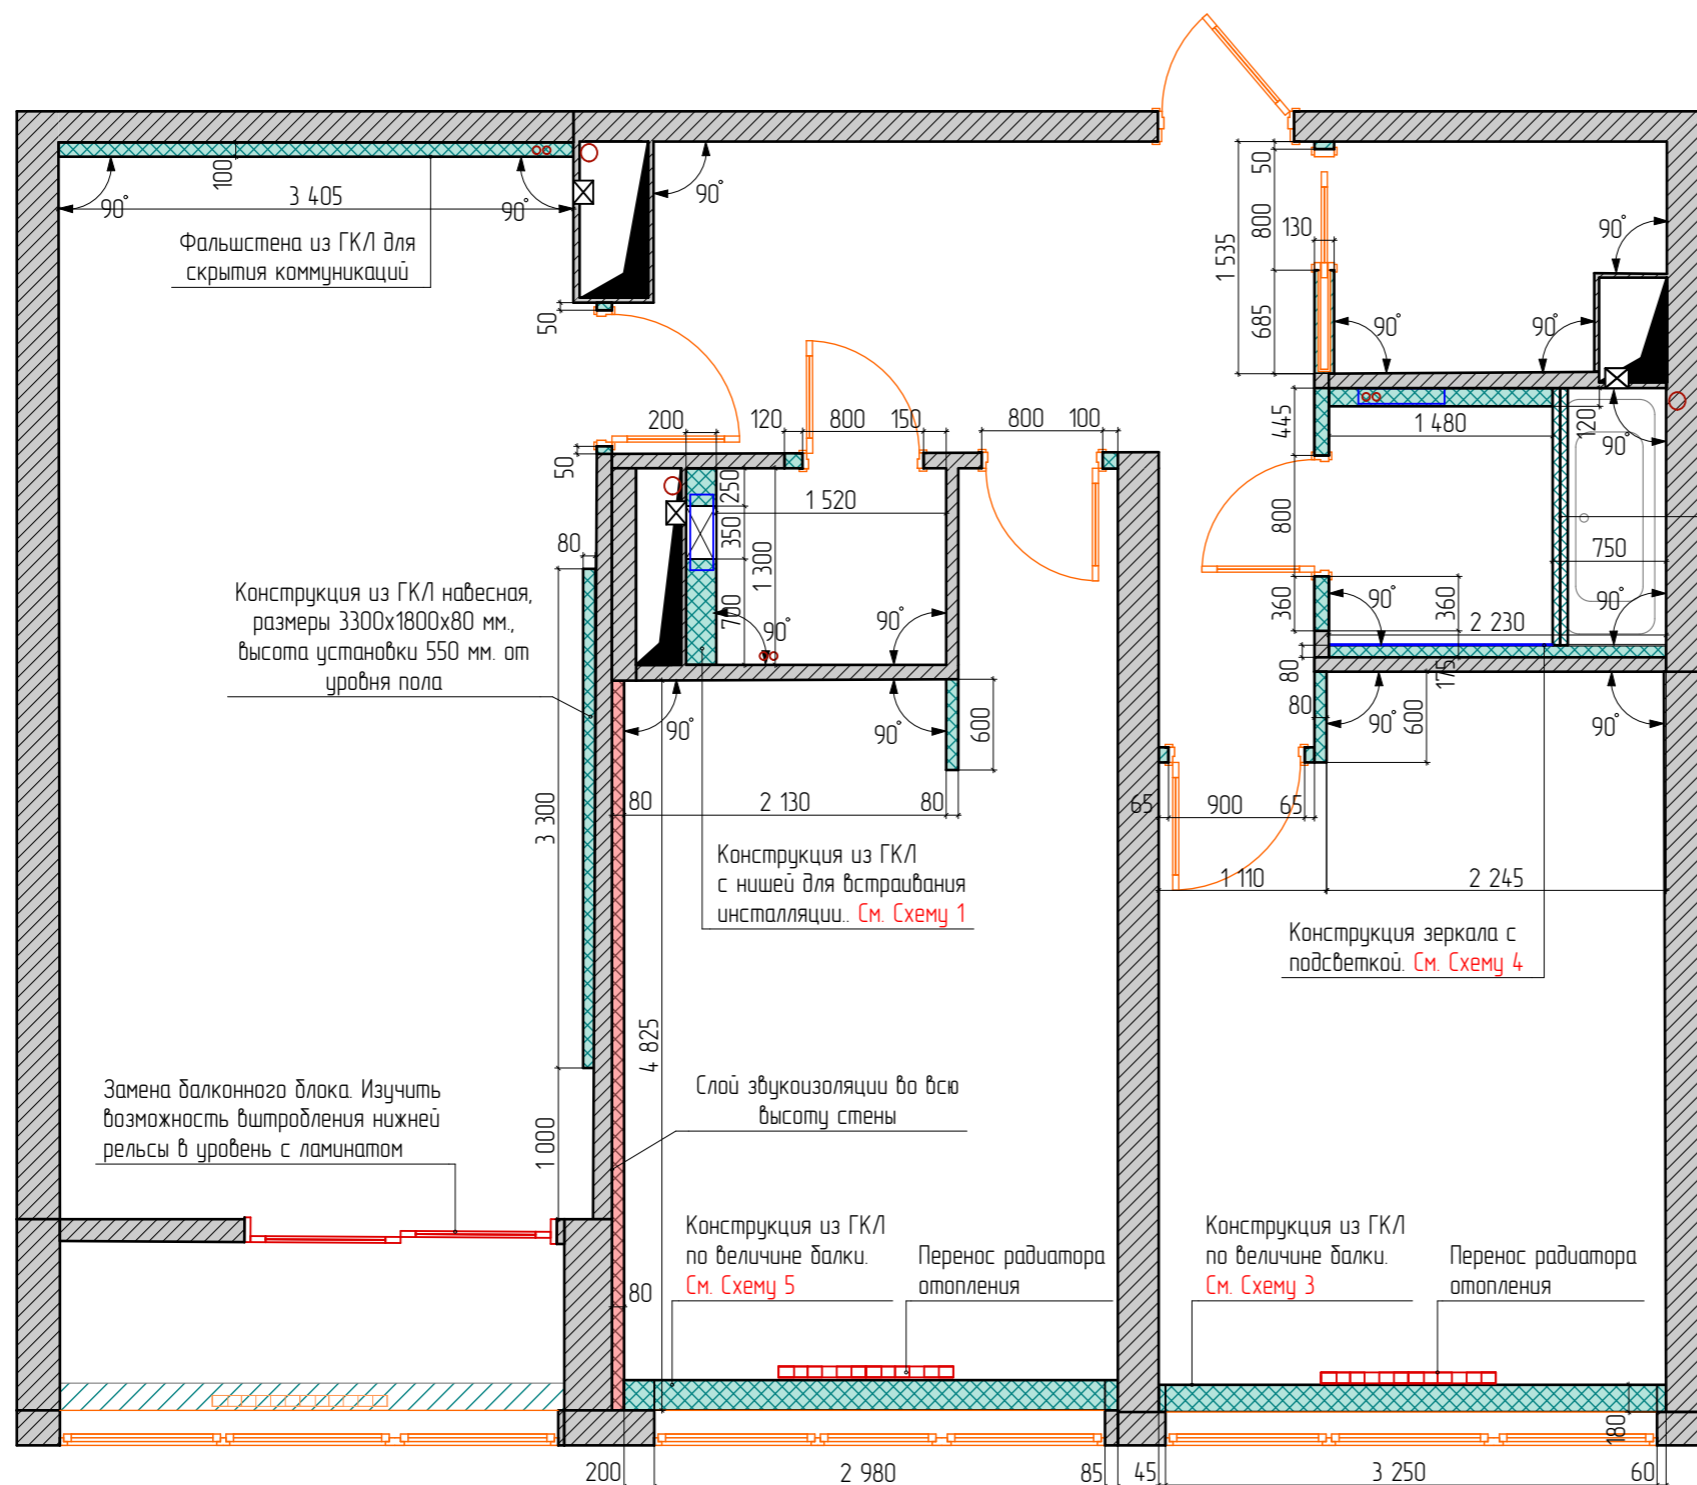 100
3 405
90°
90°
90°
Фальшстена из ГКЛ для
скрытия коммуникаций
50
50
800
130
1 535
685
90°
90°
90°
50
200
120
800
150
800
100
445
1 480
120
90°
250
350
1 300
700
1 520
90°
90°
80
800
750
360
90°
360
2 230
90°
80
175
Конструкция из ГКЛ навесная,
размеры 3300х1800х80 мм.,
высота установки 550 мм. от
уровня пола
90°
90°
600
80
90°
600
90°
3 300
80
2 130
80
65
900
65
1 110
2 245
Конструкция из ГКЛ
с нишей для встраивания
инсталляции.. См. Схему 1
Конструкция зеркала с
подсветкой. См. Схему 4
4 825
Замена балконного блока. Изучить
возможность вштробления нижней
рельсы в уровень с ламинатом
1 000
Слой звукоизоляции во всю
высоту стены
80
Конструкция из ГКЛ
по величине балки.
См. Схему 5
Перенос радиатора
отопления
Конструкция из ГКЛ
по величине балки.
См. Схему 3
Перенос радиатора
отопления
180
200
2 980
85
45
3 250
60